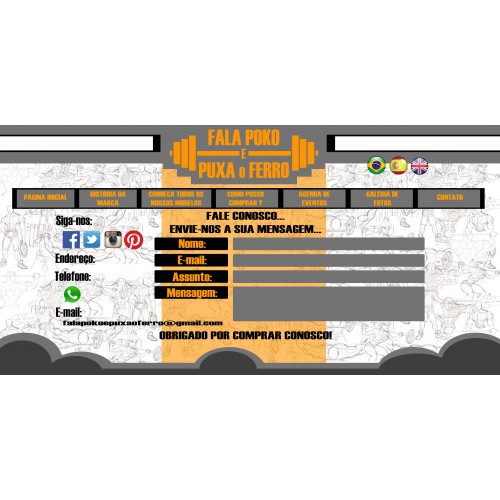 FALA POKO
E
PUXA O FERRO
PAGINA INICIAL
HISTORIA DA
MARCA
CONHEÇA TODOS OS
NOSSOS MODELOS
COMO POSSO
COMPRAR ?
AGENDA DE
EVENTOS
GALERIA DE
FOTOS
CONTATO
Siga-nos:
Endereço:
Telefone:
E-mail:
falapokoepuxaoferro@gmail.com
FALE CONOSCO...
ENVIE-NOS A SUA MENSAGEM...
Nome:
E-mail:
Assunto:
Mensagem:
OBRIGADO POR COMPRAR CONOSCO!